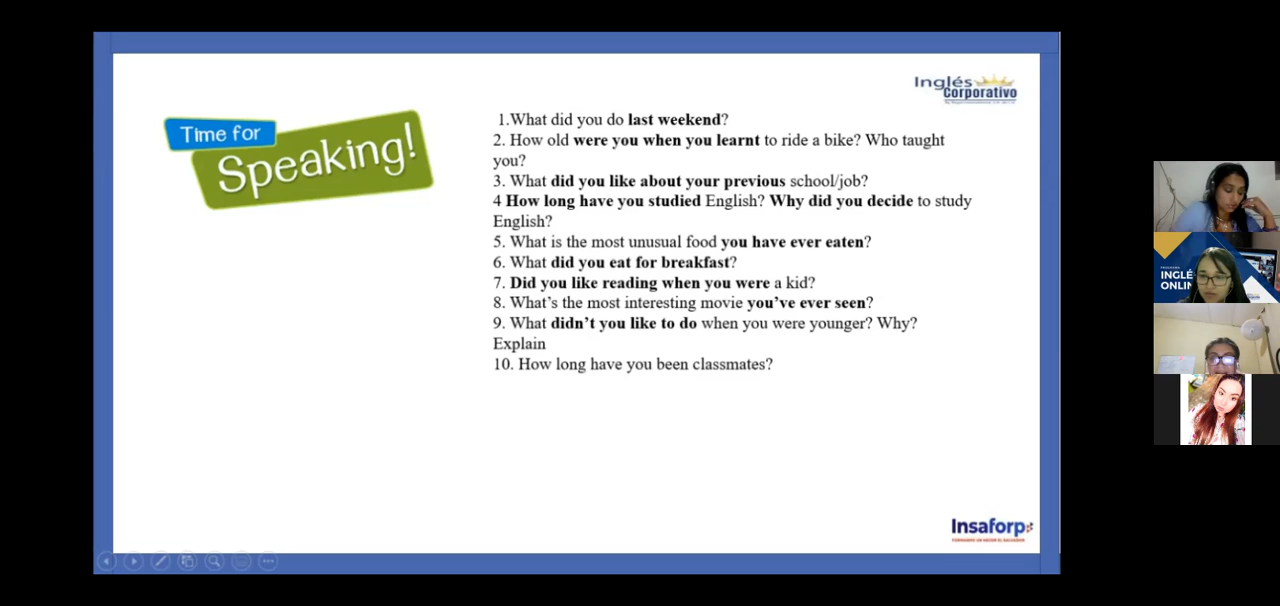 Inglés
Corporativo
Time for
Speaking!
1.What did you do last weekend?
2. How old were you when you learnt to ride a bike? Who taught
you?
3. What did you like about your previous school/job?
4 How long have you studied English? Why did you decide to study
English?
5. What is the most unusual food you have ever eaten?
6. What did you eat for breakfast?
7. Did you like reading when you were a kid?
8. What’s the most interesting movie you’ve ever seen?
9. What didn’t you like to do when you were younger? Why?
Explain
10. How long have you been classmates?
Insaforp
INGLÉ
ONLIN